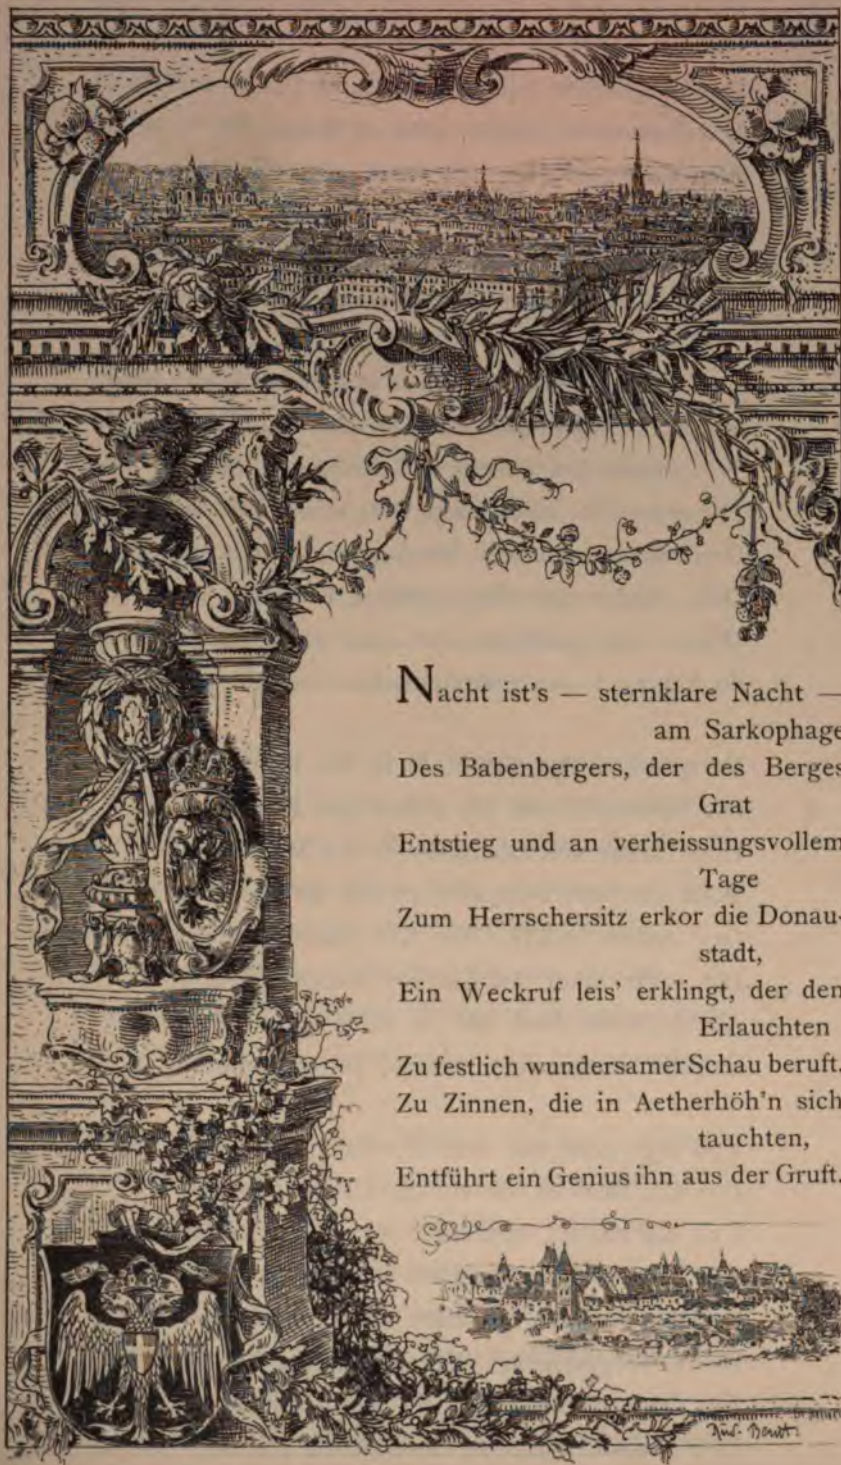 Nacht ist's — sternklare Nacht —
am Sarkophage
Des Babenbergers, der des Berges
Grat
Entstieg und an verheissungsvollem
Tage
Zum Herrschersitz erkor die Donau-
stadt,
Ein Weckruf leis' erklingt, der den
Erlauchten
Zu festlich wundersamer Schau beruft.
Zu Zinnen, die in Aetherhöh'n sich
tauchten,
Entführt ein Genius ihn aus der Gruft.